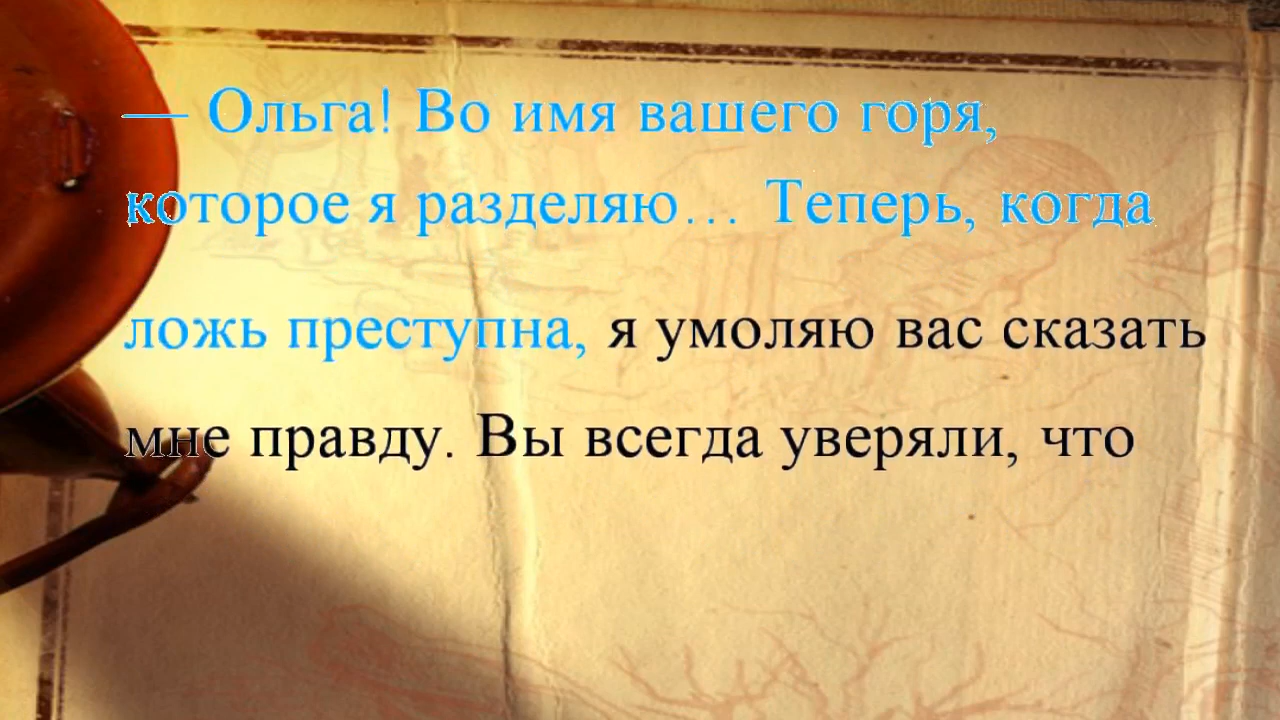 — Ольга! Во имя вашего горя,
которое я разделяю… Теперь, когда
ложь преступна, я умоляю вас сказать
мне правду. Вы всегда уверяли, что